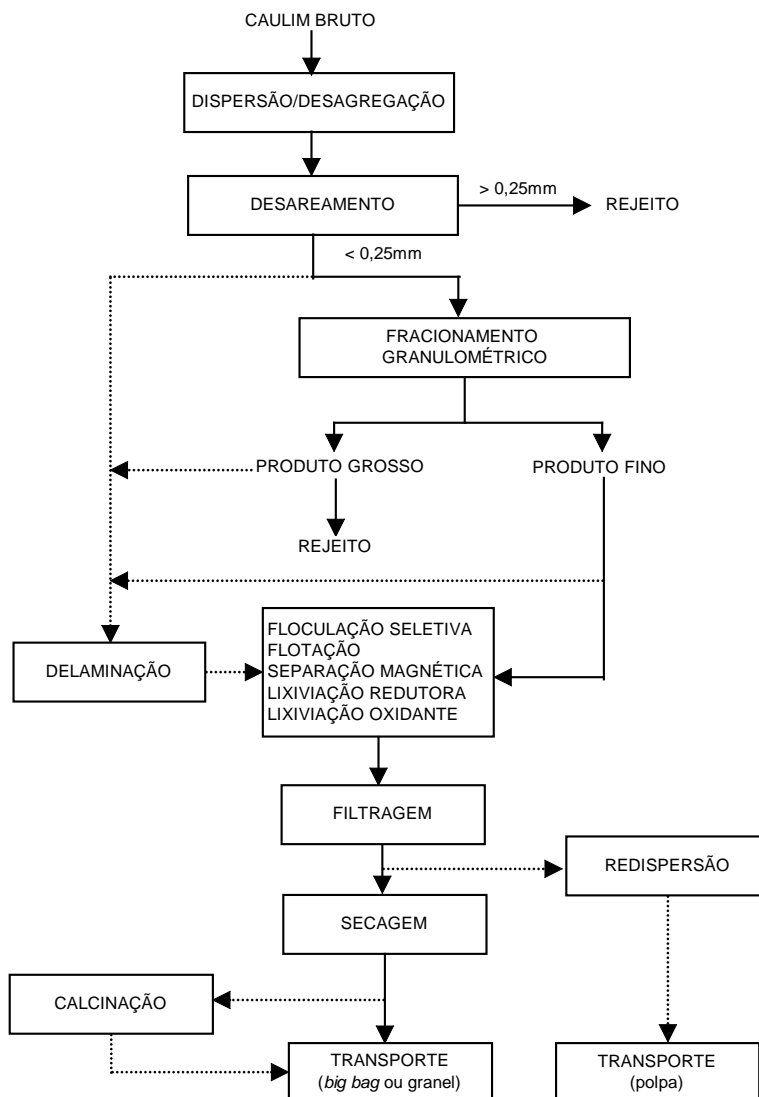 CAULIM BRUTO
DISPERSÃO/DESAGREGAÇÃO
DESAREAMENTO
> 0,25mm
REJEITO
< 0,25mm
FRACIONAMENTO
GRANULOMÉTRICO
PRODUTO GROSSO
PRODUTO FINO
REJEITO
DELAMINAÇÃO
FLOCULAÇÃO SELETIVA
FLOTAÇÃO
SEPARAÇÃO MAGNÉTICA
LIXIVIAÇÃO REDUTORA
LIXIVIAÇÃO OXIDANTE
FILTRAGEM
REDISPERSÃO
SECAGEM
CALCINAÇÃO
TRANSPORTE
(big bag ou granel)
TRANSPORTE
(polpa)